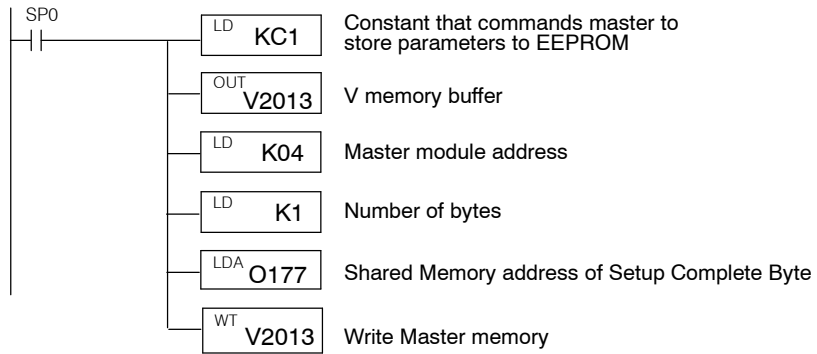 SP0
LD KC1 Constant that commands master to
store parameters to EEPROM
OUT V2013 V memory buffer
LD K04 Master module address
LD K1 Number of bytes
LDA O177 Shared Memory address of Setup Complete Byte
WT V2013 Write Master memory